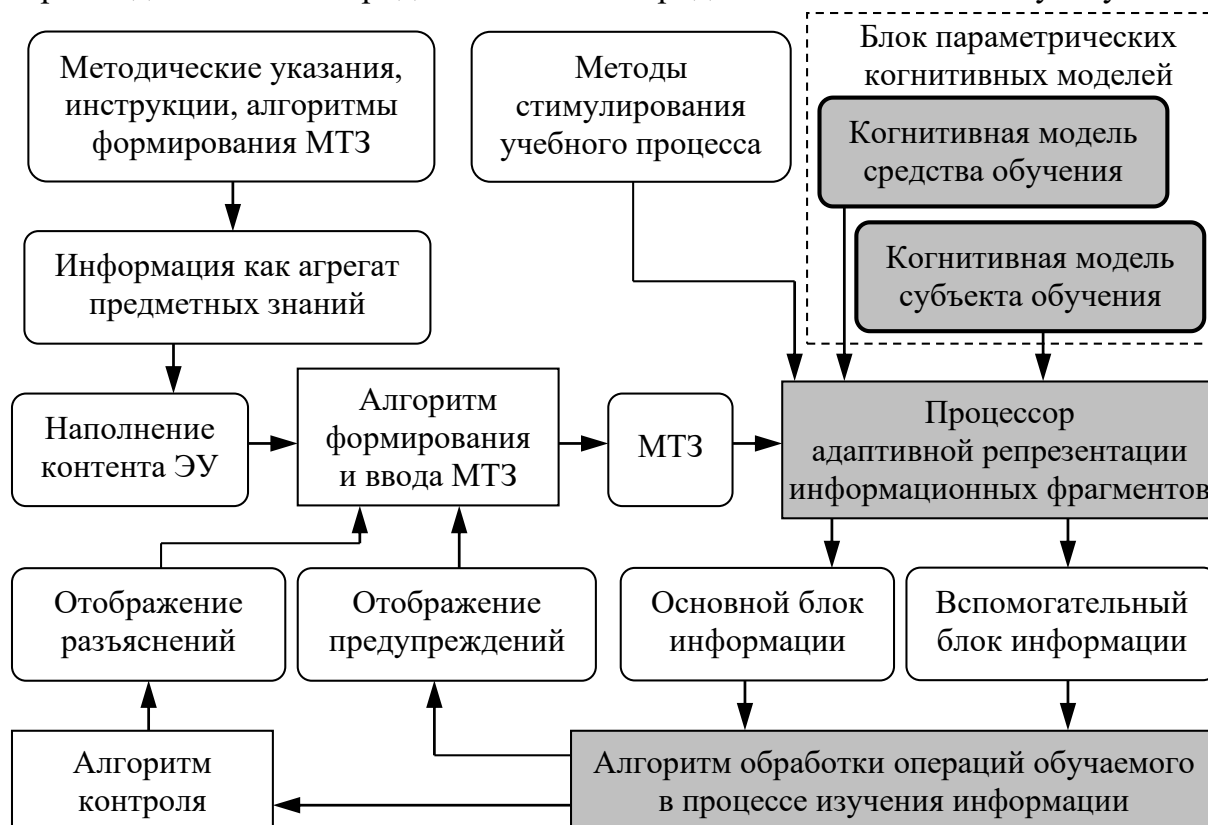 Блок параметрических
когнитивных моделей
Методические указания,
инструкции, алгоритмы
формирования МТЗ
Методы
стимулирования
учебного процесса
Когнитивная модель
средства обучения
Информация как агрегат
предметных знаний
Когнитивная модель
субъекта обучения
Наполнение
контента ЭУ
Алгоритм
формирования
и ввода МТЗ
МТЗ
Процессор
адаптивной репрезентации
информационных фрагментов
Отображение
разъяснений
Отображение
предупреждений
Основной блок
информации
Вспомогательный
блок информации
Алгоритм
контроля
Алгоритм обработки операций обучаемого
в процессе изучения информации